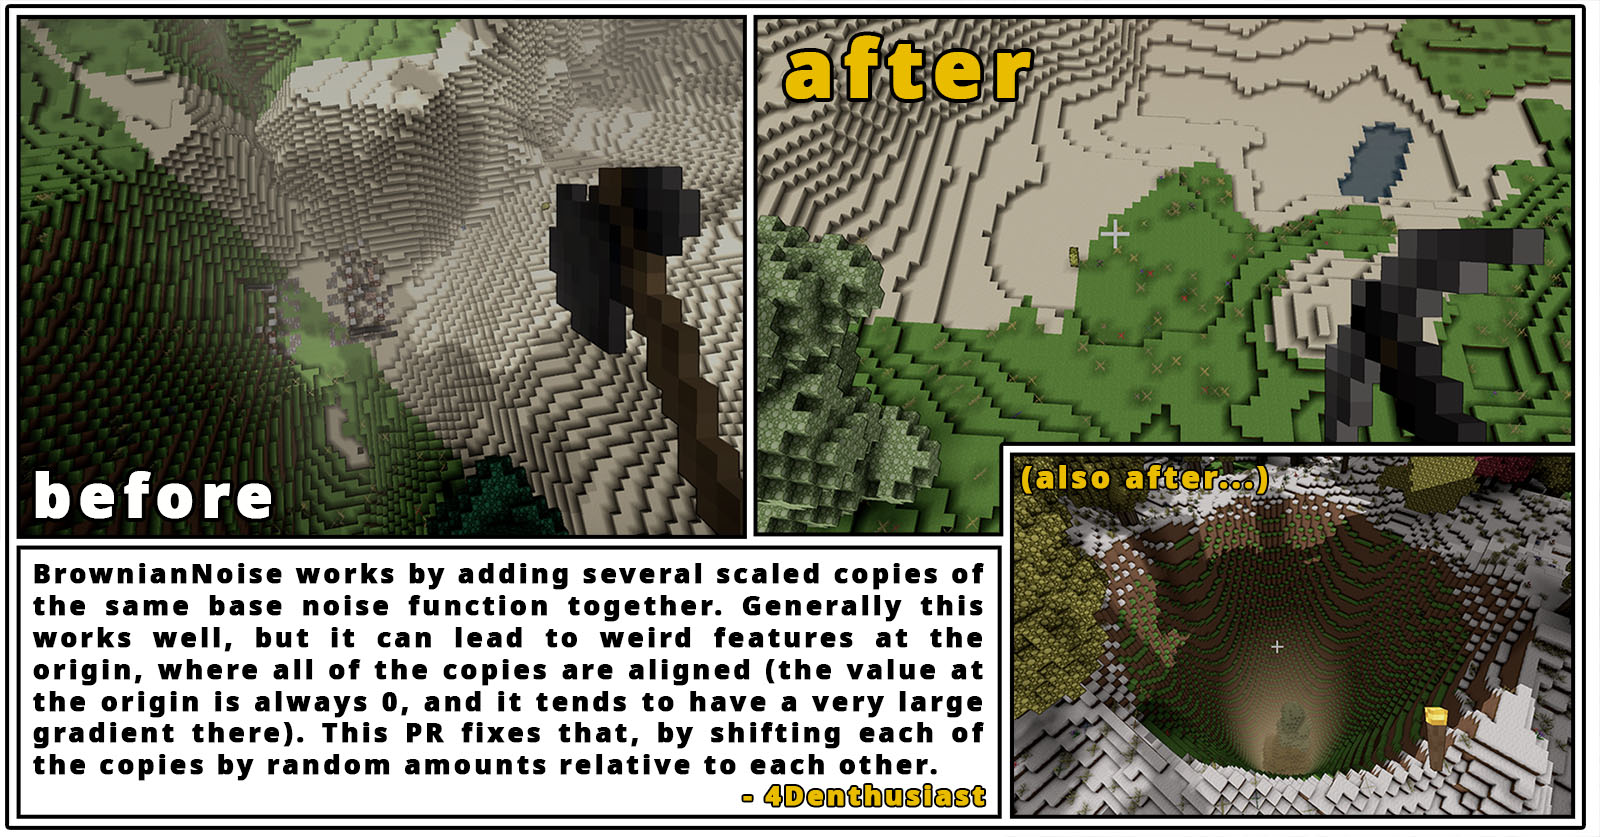 before
after
(also after...)
BrownianNoise works by adding several scaled copies of
the same base noise function together. Generally this
works well, but it can lead to weird features at the
origin, where all of the copies are aligned (the value at
the origin is always 0, and it tends to have a very large
gradient there). This PR fixes that, by shifting each of
the copies by random amounts relative to each other.
- 4Denthusiast